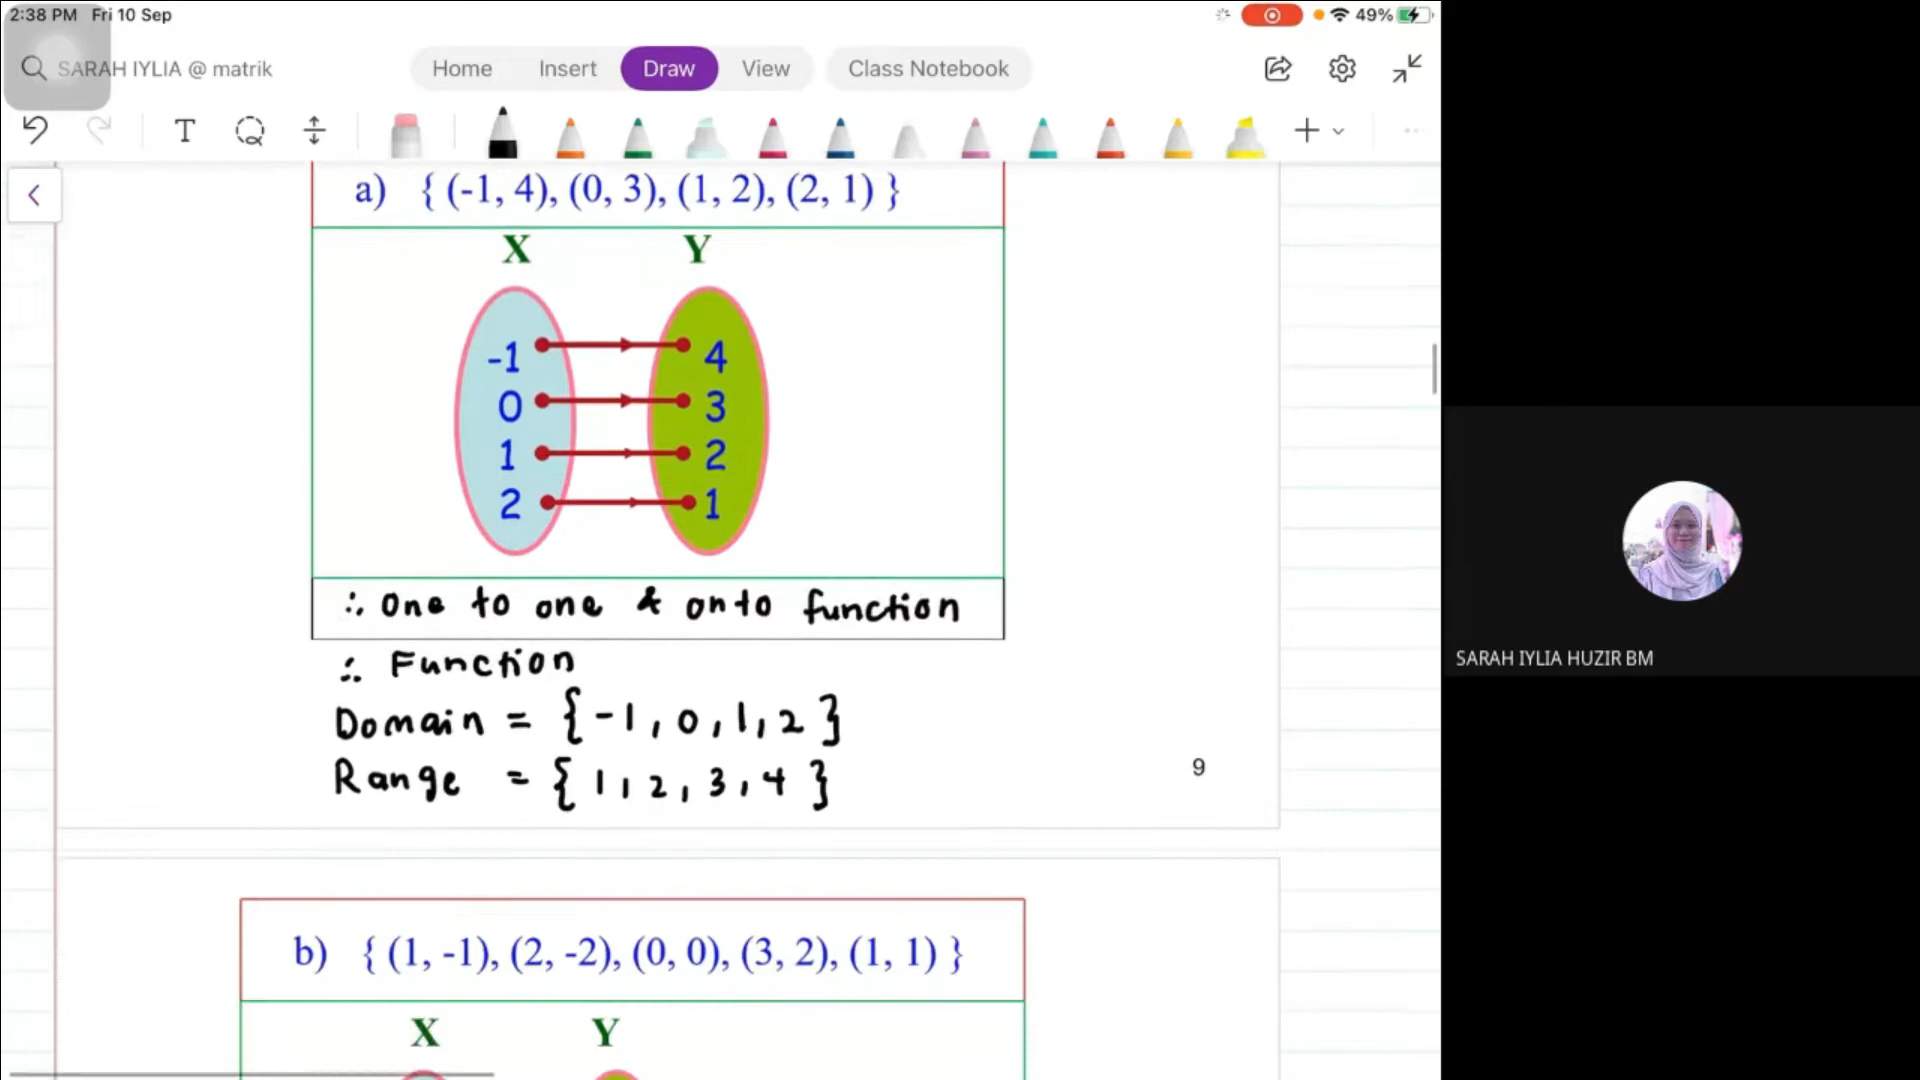 2:38 PM Fri 10 Sep
49%
SARAH IYLIA @ matrik
Home Insert Draw View Class Notebook
T
a) { (-1, 4), (0, 3), (1, 2), (2, 1) }
X Y
-1 4
0 3
1 2
2 1
∴ One to one & onto function
∴ Function
Domain = {-1, 0, 1, 2}
Range = {1, 2, 3, 4}
9
b) { (1, -1), (2, -2), (0, 0), (3, 2), (1, 1) }
X Y
SARAH IYLIA HUZIR BM